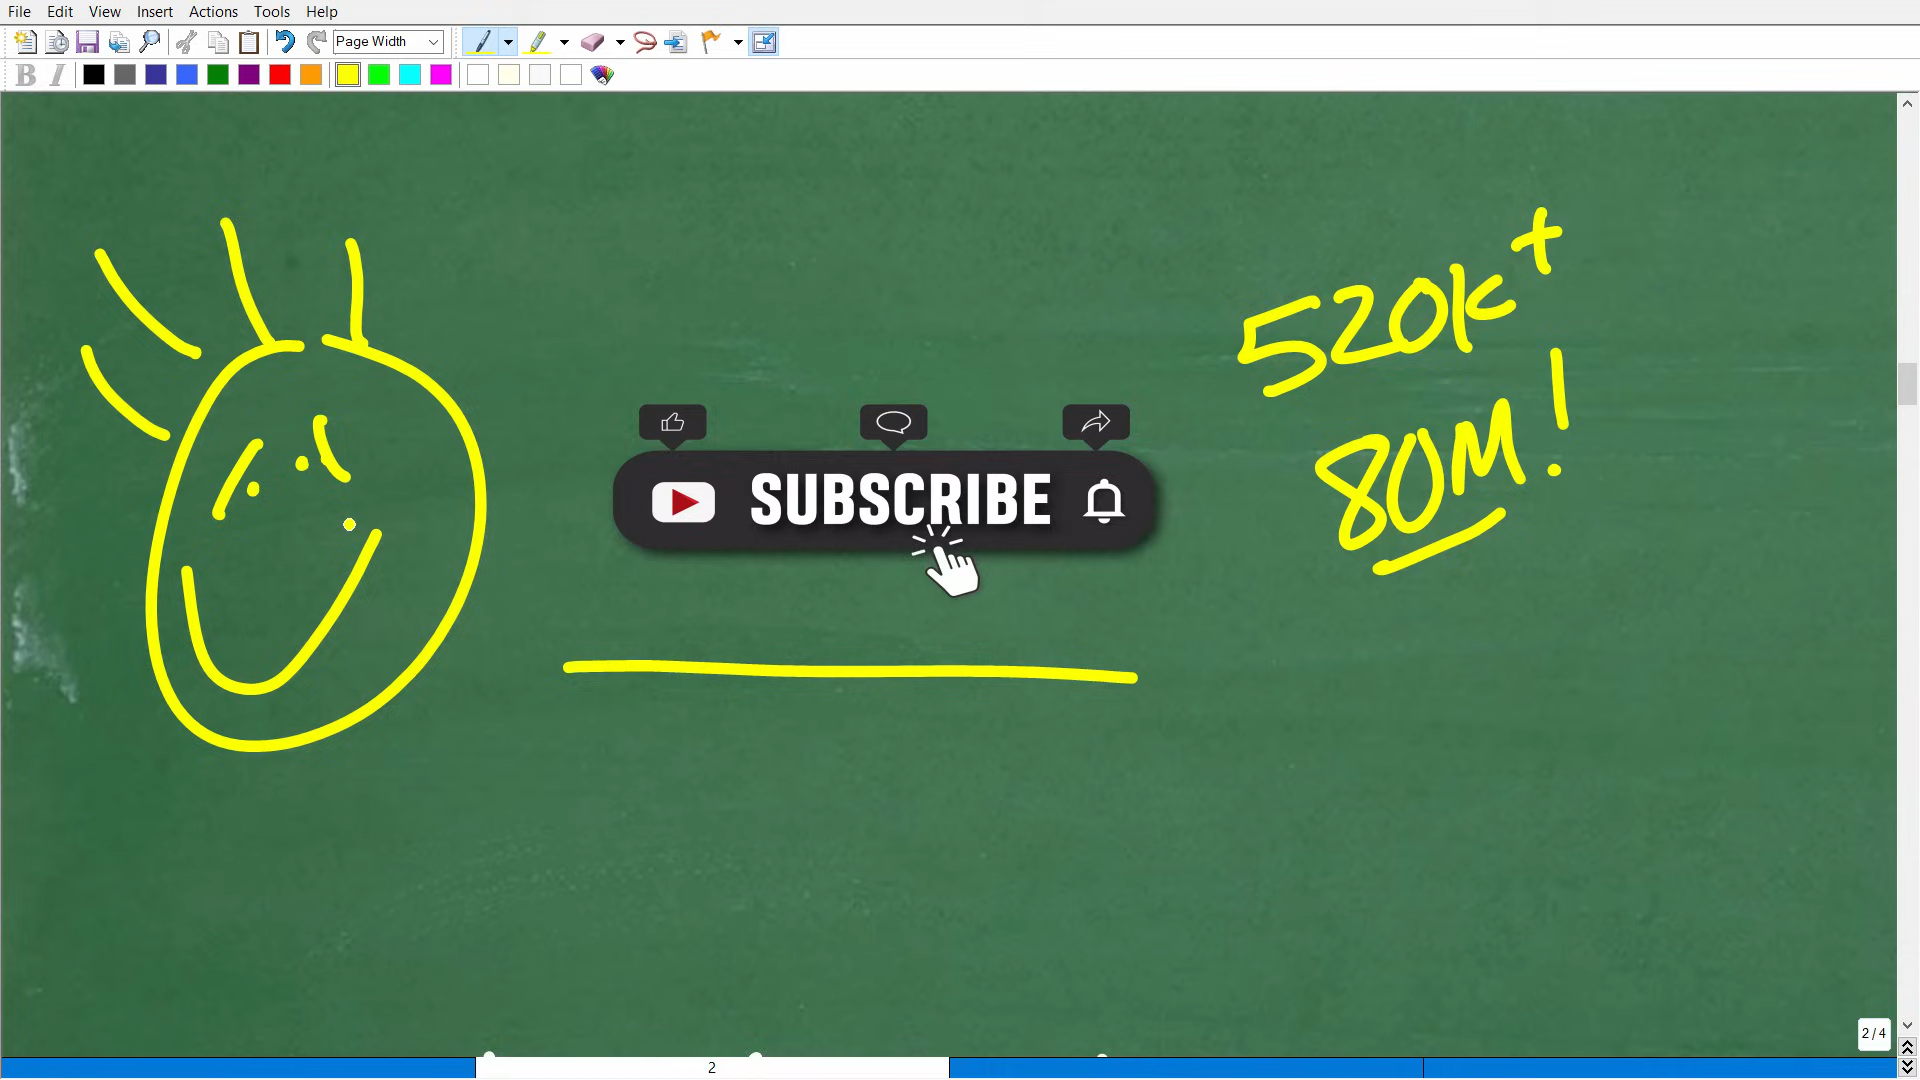 File Edit View Insert Actions Tools Help
Page Width
B I
520k+
80M!
SUBSCRIBE
2 / 4
2